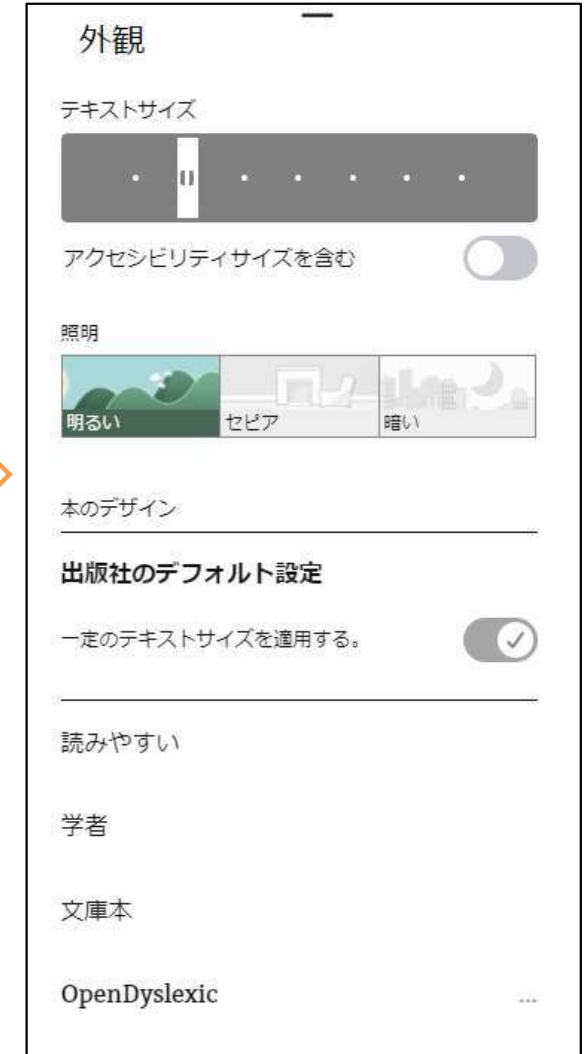 外観
テキストサイズ
アクセシビリティサイズを含む
照明
明るい
セピア
暗い
本のデザイン
出版社のデフォルト設定
一定のテキストサイズを適用する。
読みやすい
学者
文庫本
OpenDyslexic ...